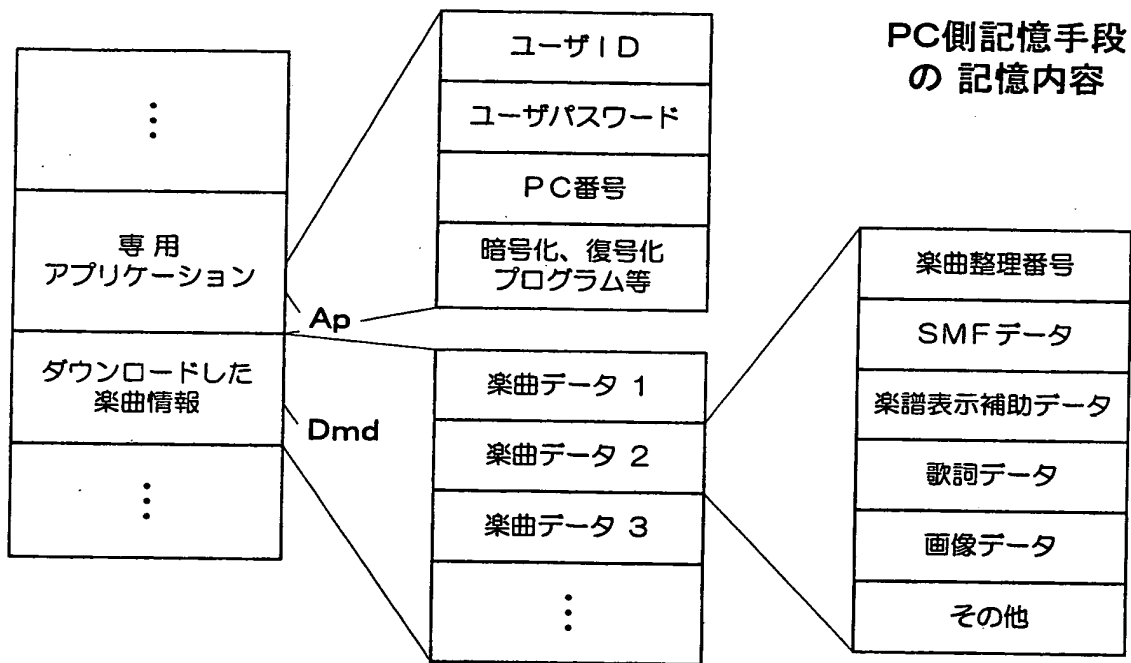 PC側記憶手段
の 記憶内容
⋮
専用
アプリケーション
ダウンロードした
楽曲情報
⋮
Ap
Dmd
ユーザID
ユーザパスワード
PC番号
暗号化、復号化
プログラム等
楽曲データ 1
楽曲データ 2
楽曲データ 3
⋮
楽曲整理番号
SMFデータ
楽譜表示補助データ
歌詞データ
画像データ
その他